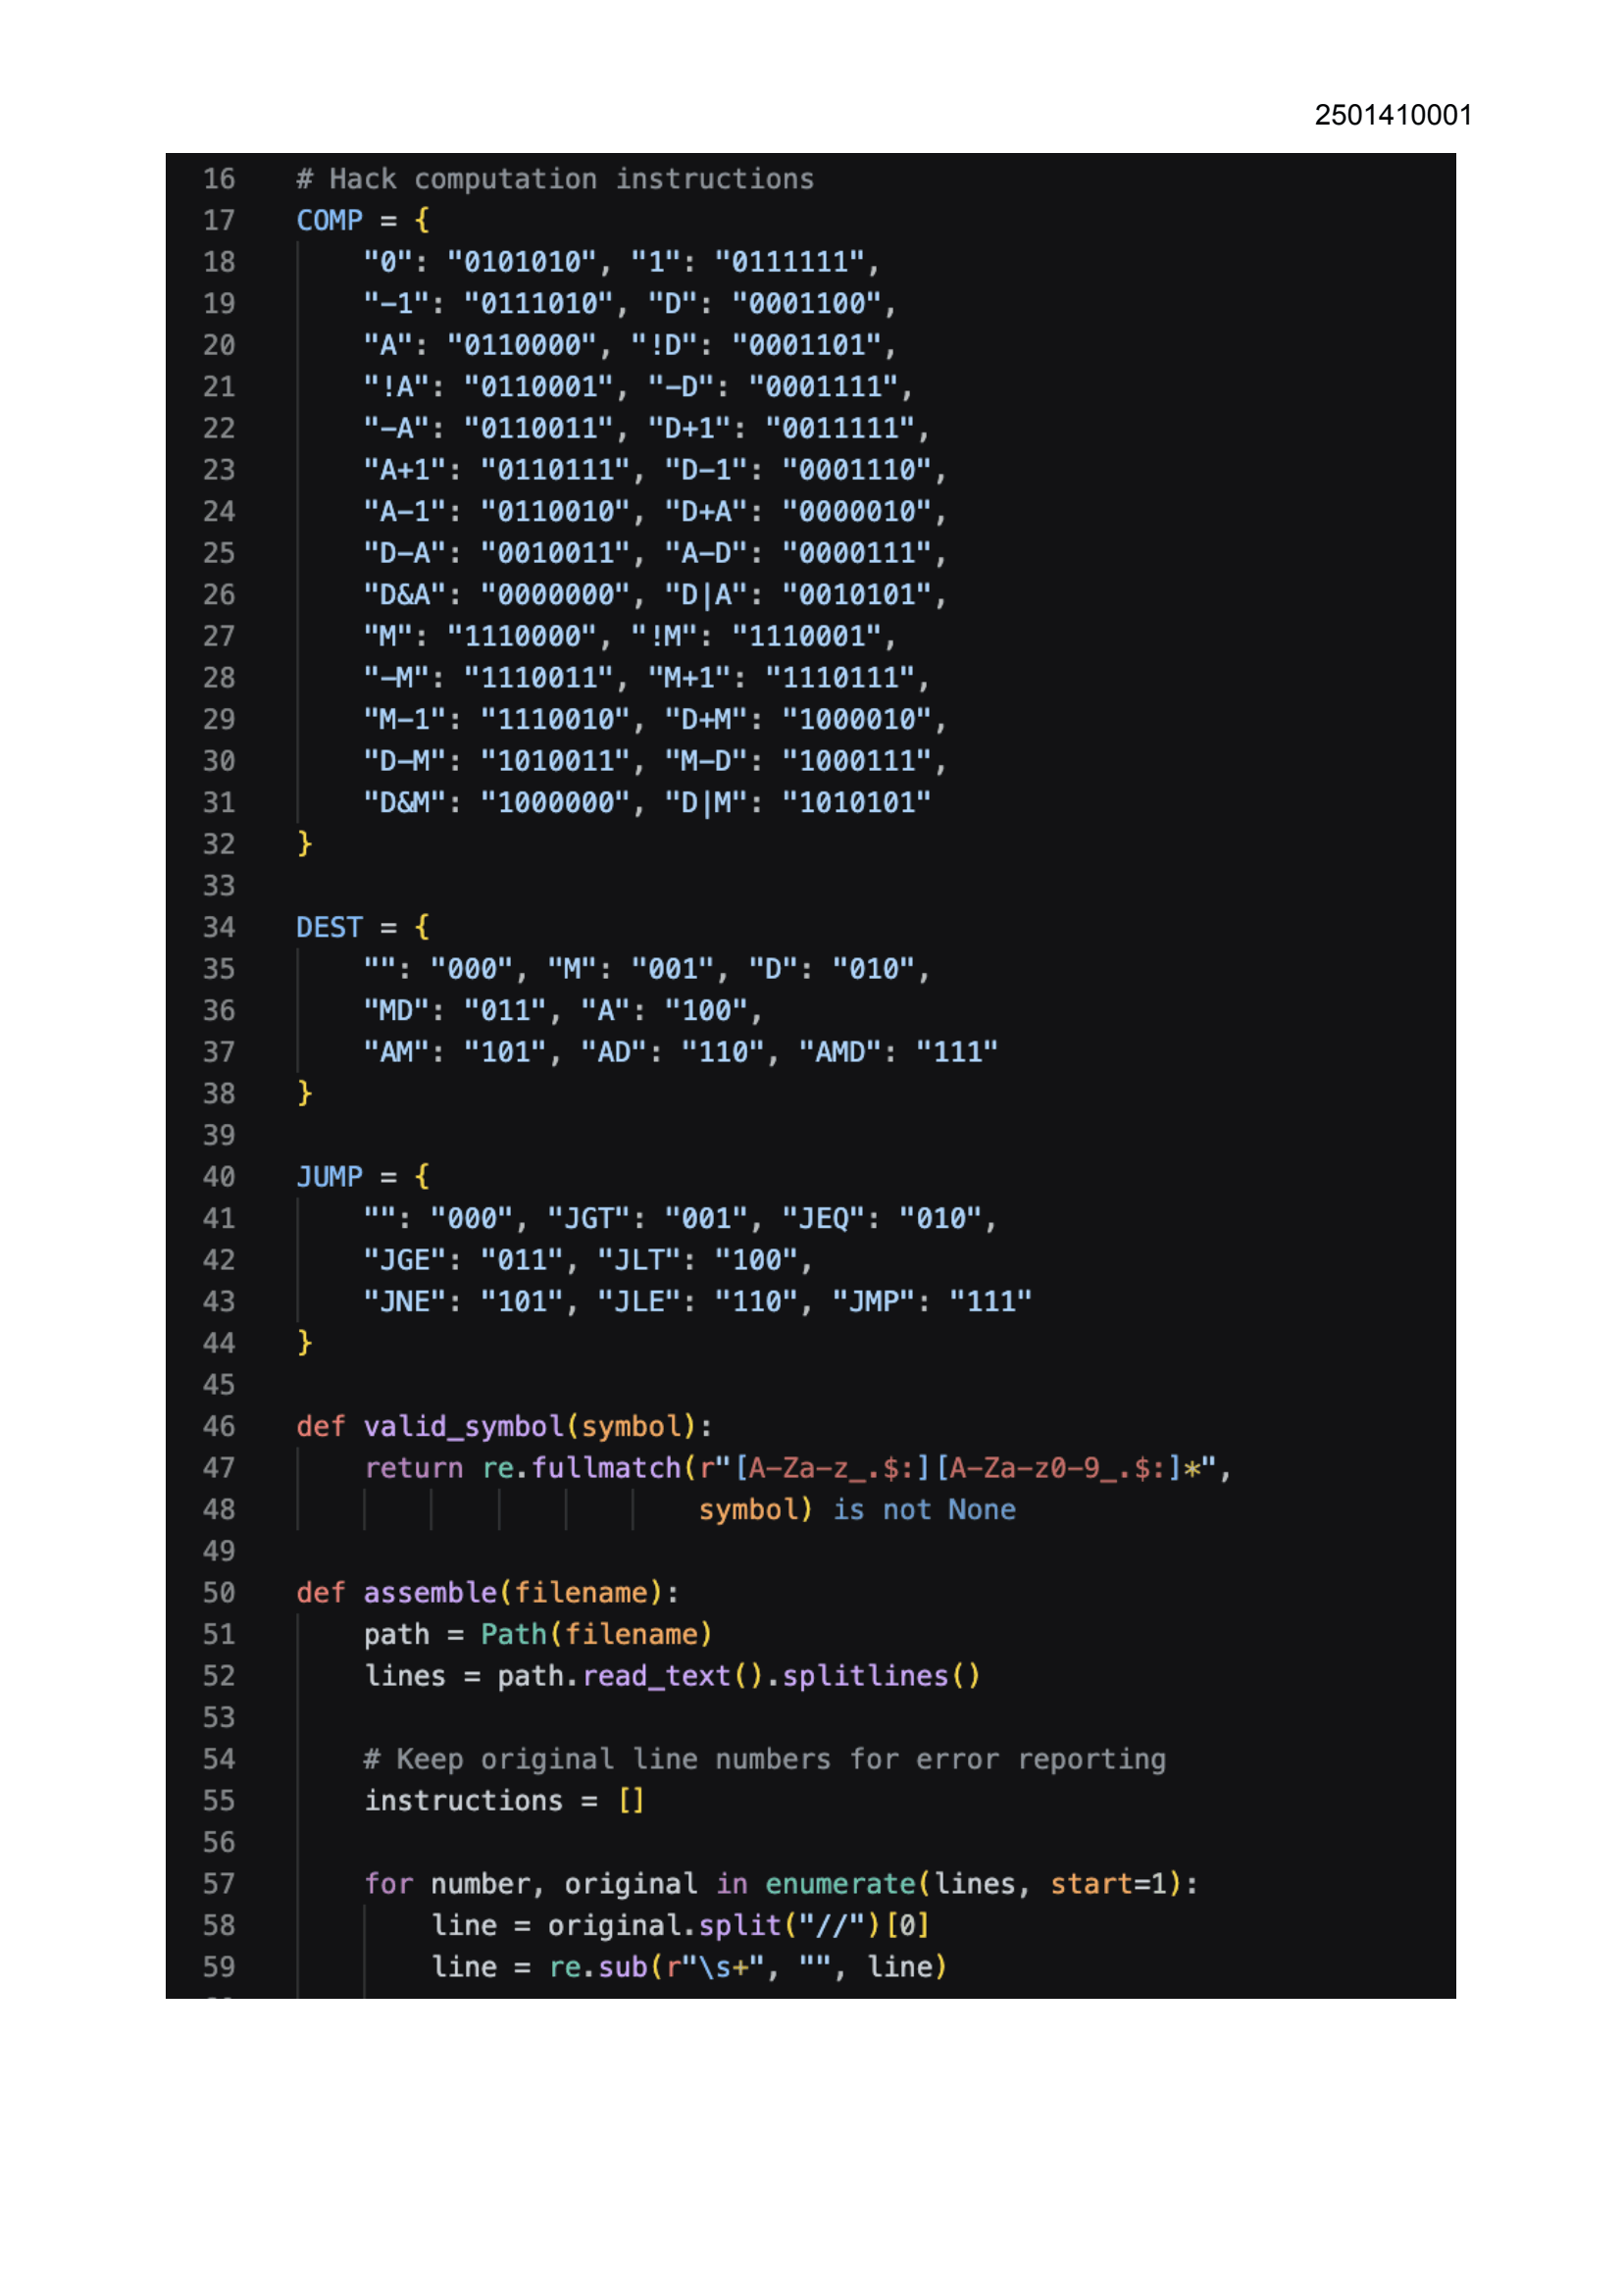 2501410001
16 # Hack computation instructions
17 COMP = {
18 "0": "0101010", "1": "0111111",
19 "-1": "0111010", "D": "0001100",
20 "A": "0110000", "!D": "0001101",
21 "!A": "0110001", "-D": "0001111",
22 "-A": "0110011", "D+1": "0011111",
23 "A+1": "0110111", "D-1": "0001110",
24 "A-1": "0110010", "D+A": "0000010",
25 "D-A": "0010011", "A-D": "0000111",
26 "D&A": "0000000", "D|A": "0010101",
27 "M": "1110000", "!M": "1110001",
28 "-M": "1110011", "M+1": "1110111",
29 "M-1": "1110010", "D+M": "1000010",
30 "D-M": "1010011", "M-D": "1000111",
31 "D&M": "1000000", "D|M": "1010101"
32 }
33
34 DEST = {
35 "": "000", "M": "001", "D": "010",
36 "MD": "011", "A": "100",
37 "AM": "101", "AD": "110", "AMD": "111"
38 }
39
40 JUMP = {
41 "": "000", "JGT": "001", "JEQ": "010",
42 "JGE": "011", "JLT": "100",
43 "JNE": "101", "JLE": "110", "JMP": "111"
44 }
45
46 def valid_symbol(symbol):
47 return re.fullmatch(r"[A-Za-z_.$:][A-Za-z0-9_.$:]*",
48 symbol) is not None
49
50 def assemble(filename):
51 path = Path(filename)
52 lines = path.read_text().splitlines()
53
54 # Keep original line numbers for error reporting
55 instructions = []
56
57 for number, original in enumerate(lines, start=1):
58 line = original.split("//")[0]
59 line = re.sub(r"\s+", "", line)